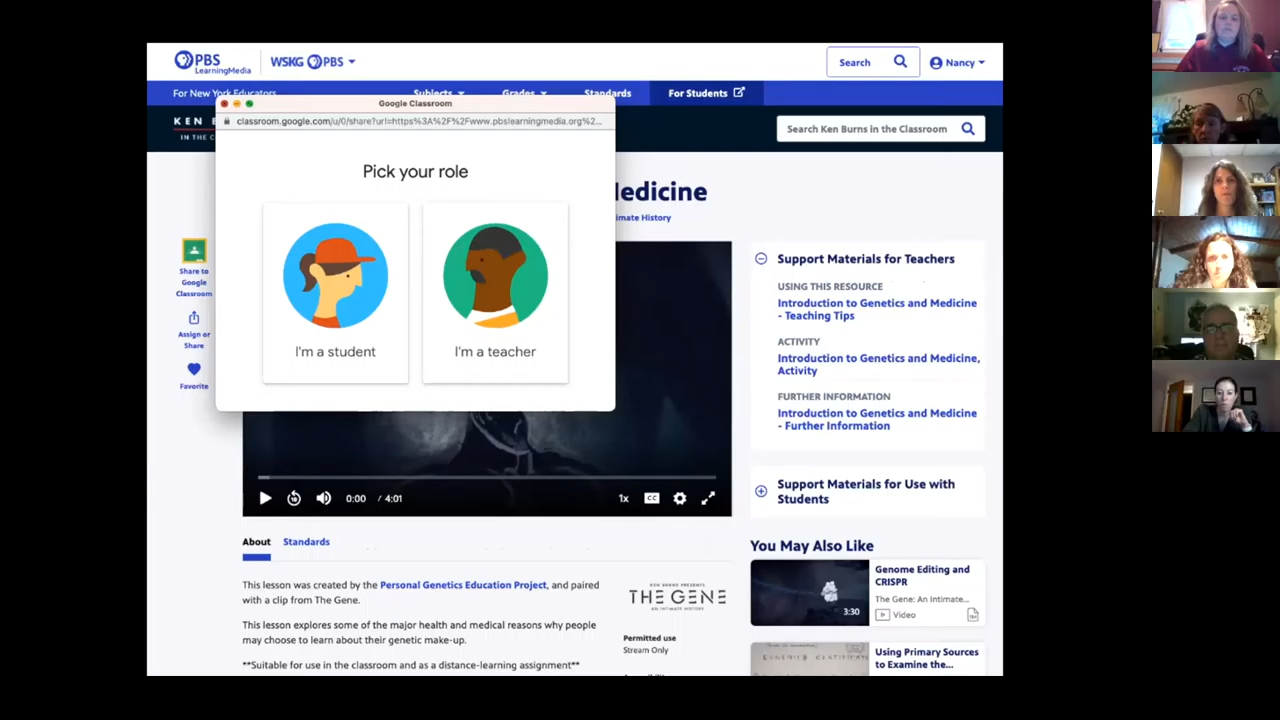 PBS
LearningMedia
WSKG PBS
Search
Nancy
For New York Educators
Subjects
Grades
Standards
For Students
Google Classroom
classroom.google.com/u/0/share?url=https%3A%2F%2Fwww.pbslearningmedia.org%2...
KEN B
IN THE C
Search Ken Burns in the Classroom
Pick your role
I'm a student
I'm a teacher
edicine
imate History
Share to
Google
Classroom
Assign or
Share
Favorite
0:00 / 4:01
1x
CC
Support Materials for Teachers
USING THIS RESOURCE
Introduction to Genetics and Medicine
- Teaching Tips
ACTIVITY
Introduction to Genetics and Medicine,
Activity
FURTHER INFORMATION
Introduction to Genetics and Medicine
- Further Information
Support Materials for Use with
Students
About
Standards
This lesson was created by the Personal Genetics Education Project, and paired
with a clip from The Gene.
This lesson explores some of the major health and medical reasons why people
may choose to learn about their genetic make-up.
**Suitable for use in the classroom and as a distance-learning assignment**
KEN BURNS PRESENTS
THE GENE
AN INTIMATE HISTORY
Permitted use
Stream Only
You May Also Like
3:30
Genome Editing and
CRISPR
The Gene: An Intimate...
Video
Using Primary Sources
to Examine the...